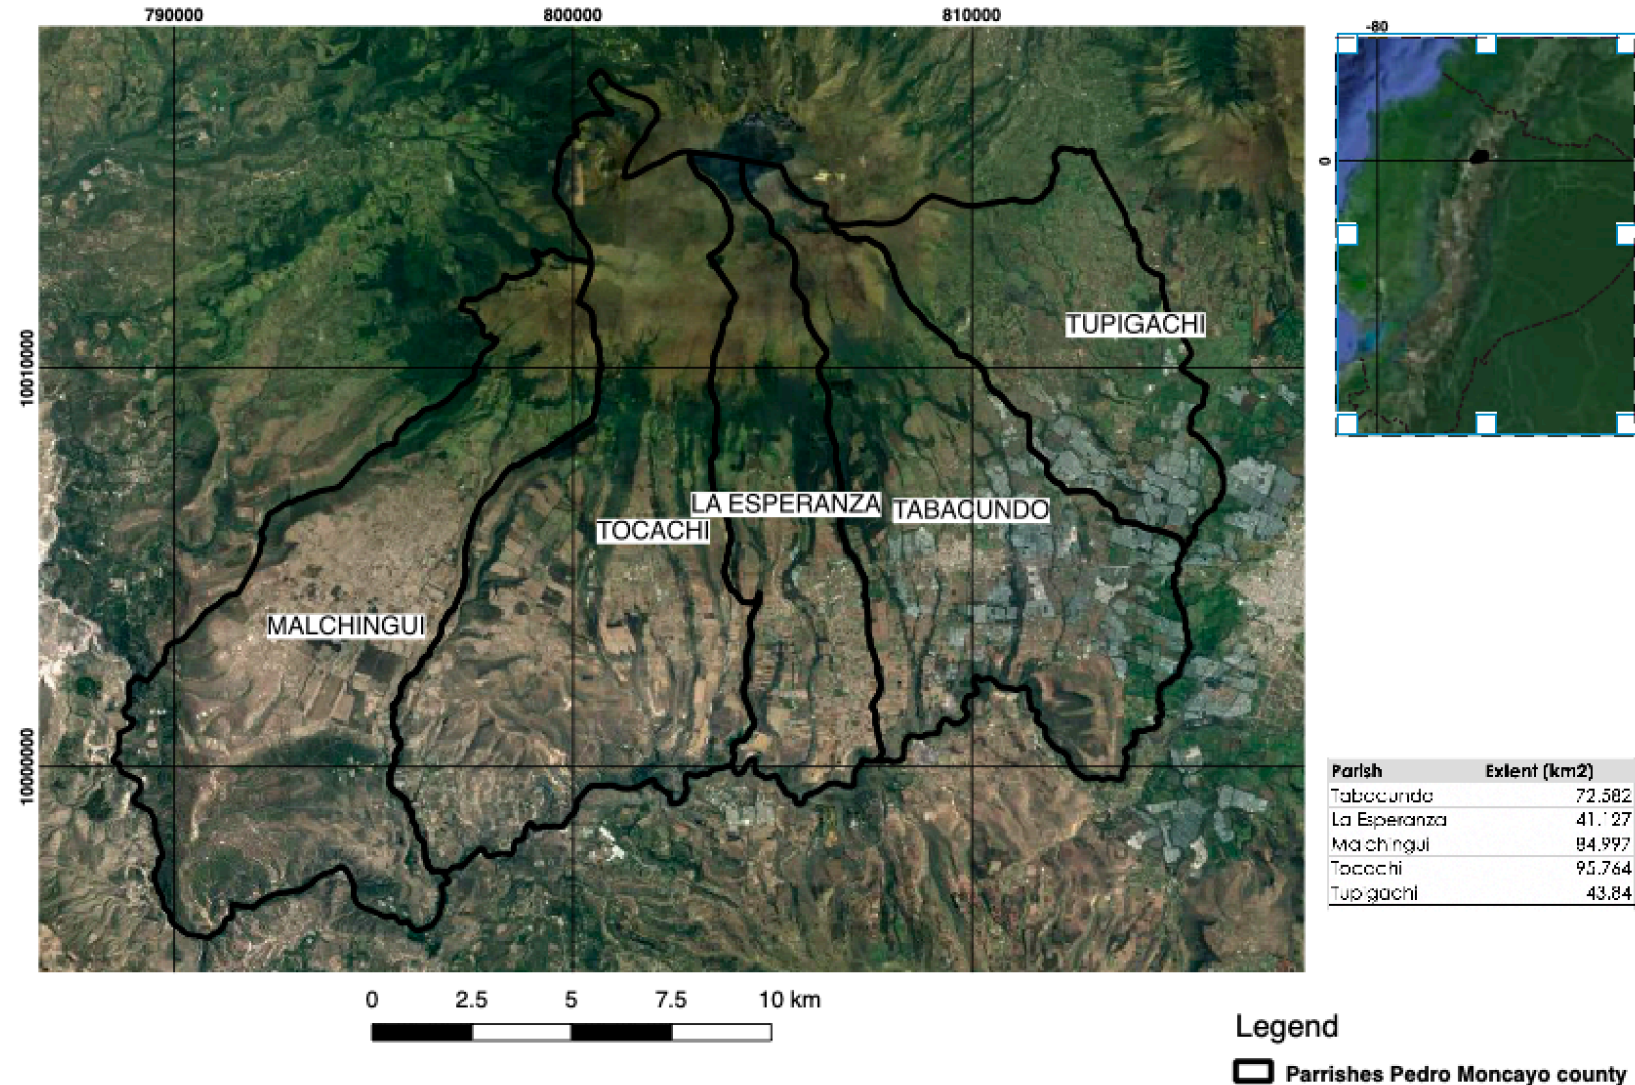 790000
800000
810000
-80
0
10010000
10000000
TUPIGACHI
LA ESPERANZA
TABACUNDO
TOCACHI
MALCHINGUI
Parish Extent (km2)
Tabacundo 72.582
La Esperanza 41.127
Malchingui 84.997
Tocachi 95.764
Tupigachi 43.84
0 2.5 5 7.5 10 km
Legend
Parrishes Pedro Moncayo county